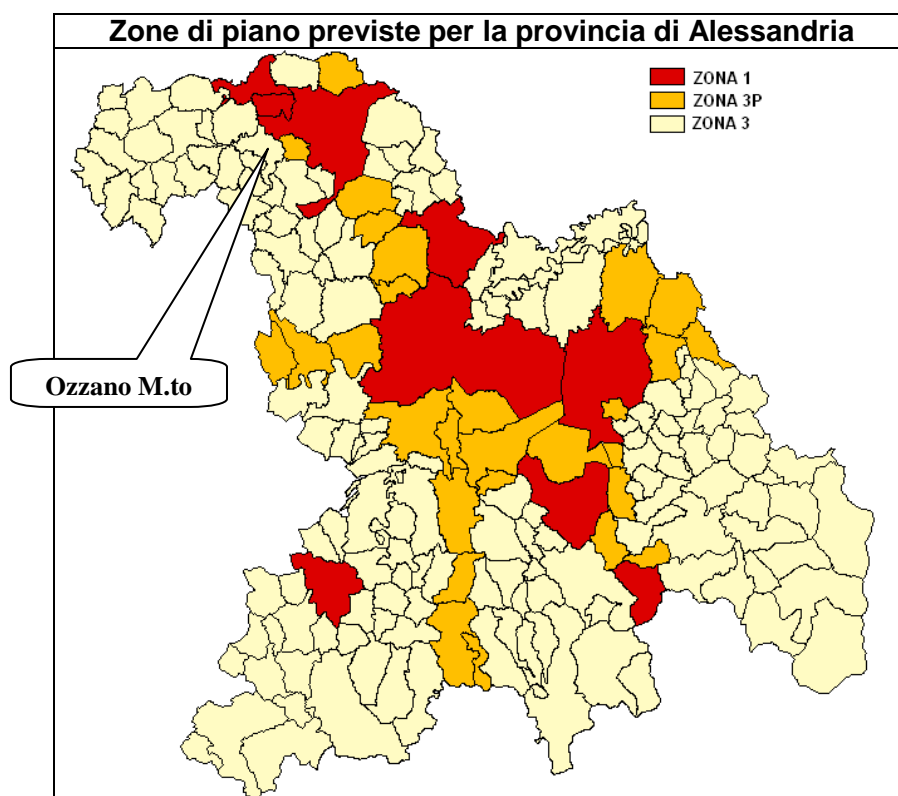 Zone di piano previste per la provincia di Alessandria
ZONA 1
ZONA 3P
ZONA 3
Ozzano M.to